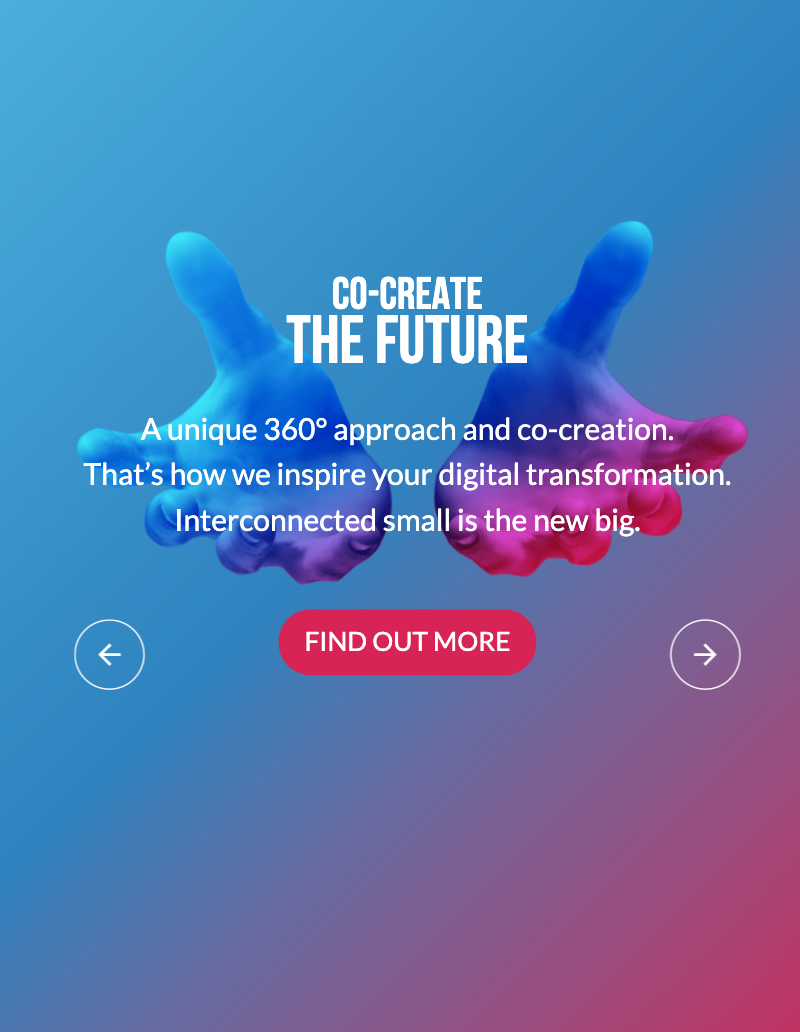 CO-CREATE
THE FUTURE
A unique 360° approach and co-creation.
That’s how we inspire your digital transformation.
Interconnected small is the new big.
FIND OUT MORE